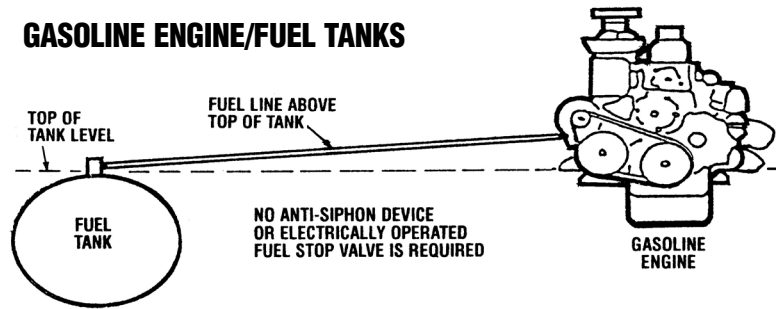 GASOLINE ENGINE/FUEL TANKS
TOP OF
TANK LEVEL
FUEL LINE ABOVE
TOP OF TANK
FUEL
TANK
NO ANTI-SIPHON DEVICE
OR ELECTRICALLY OPERATED
FUEL STOP VALVE IS REQUIRED
GASOLINE
ENGINE